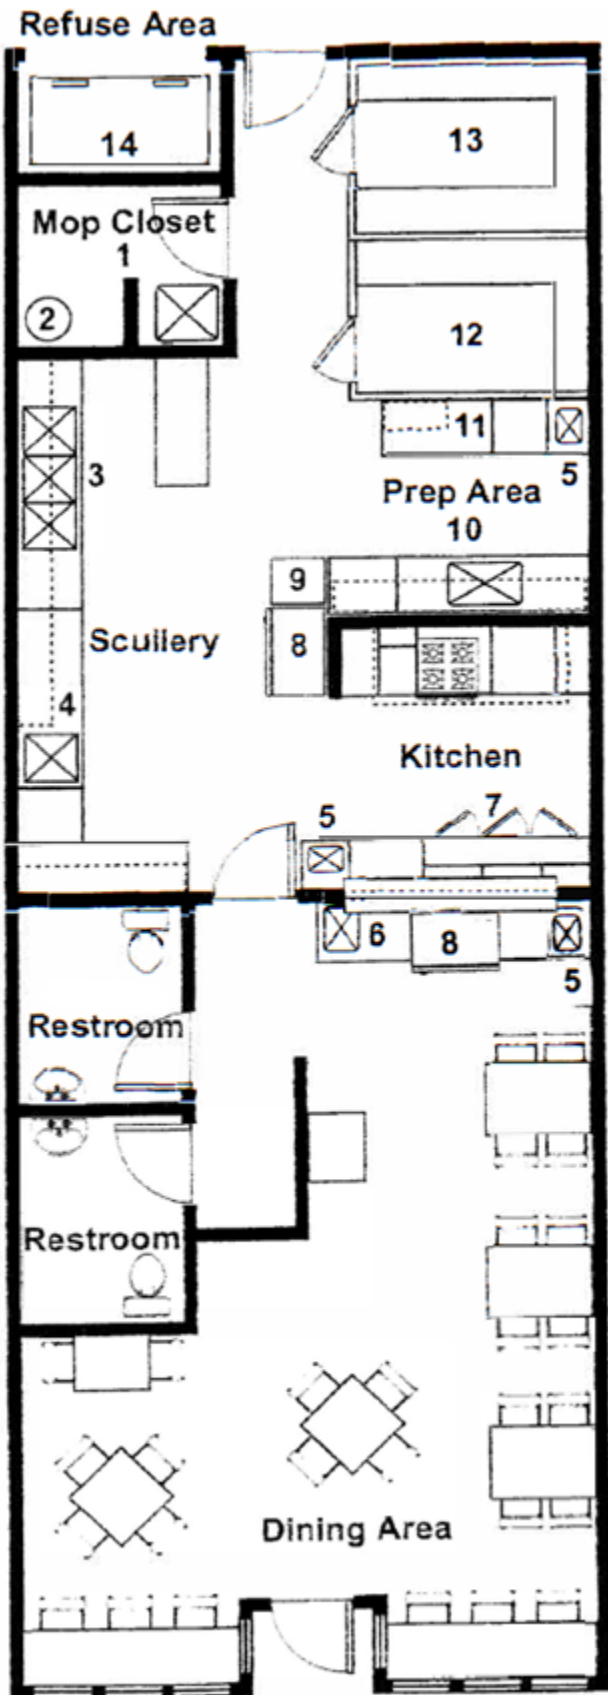 Refuse Area
14
13
Mop Closet
1
2
12
3
11
5
Prep Area
10
9
Scullery
8
4
Kitchen
7
5
6
8
5
Restroom
Restroom
Dining Area